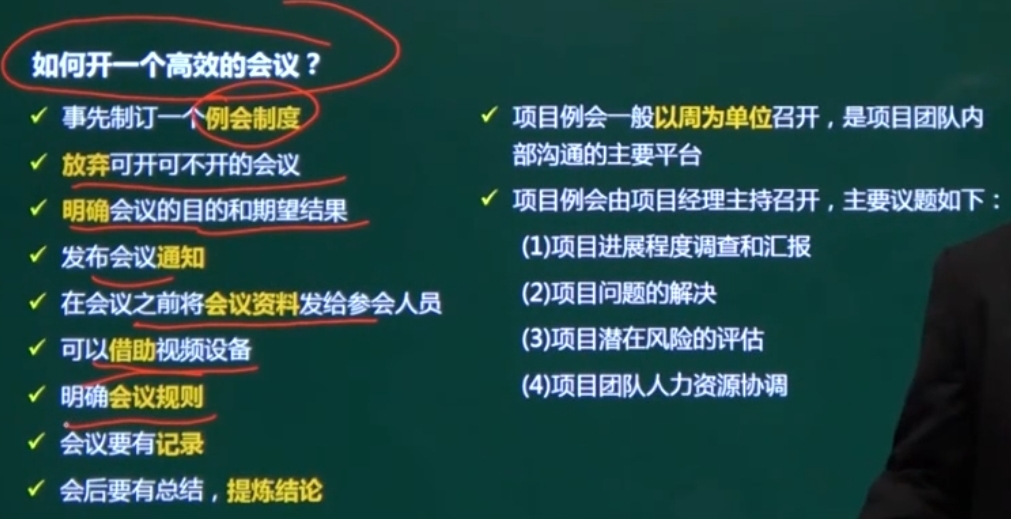 如何开一个高效的会议？
✓ 事先制订一个例会制度
✓ 放弃可开可不开的会议
✓ 明确会议的目的和期望结果
✓ 发布会议通知
✓ 在会议之前将会议资料发给参会人员
✓ 可以借助视频设备
✓ 明确会议规则
✓ 会议要有记录
✓ 会后要有总结，提炼结论
✓ 项目例会一般以周为单位召开，是项目团队内
部沟通的主要平台
✓ 项目例会由项目经理主持召开，主要议题如下：
(1)项目进展程度调查和汇报
(2)项目问题的解决
(3)项目潜在风险的评估
(4)项目团队人力资源协调